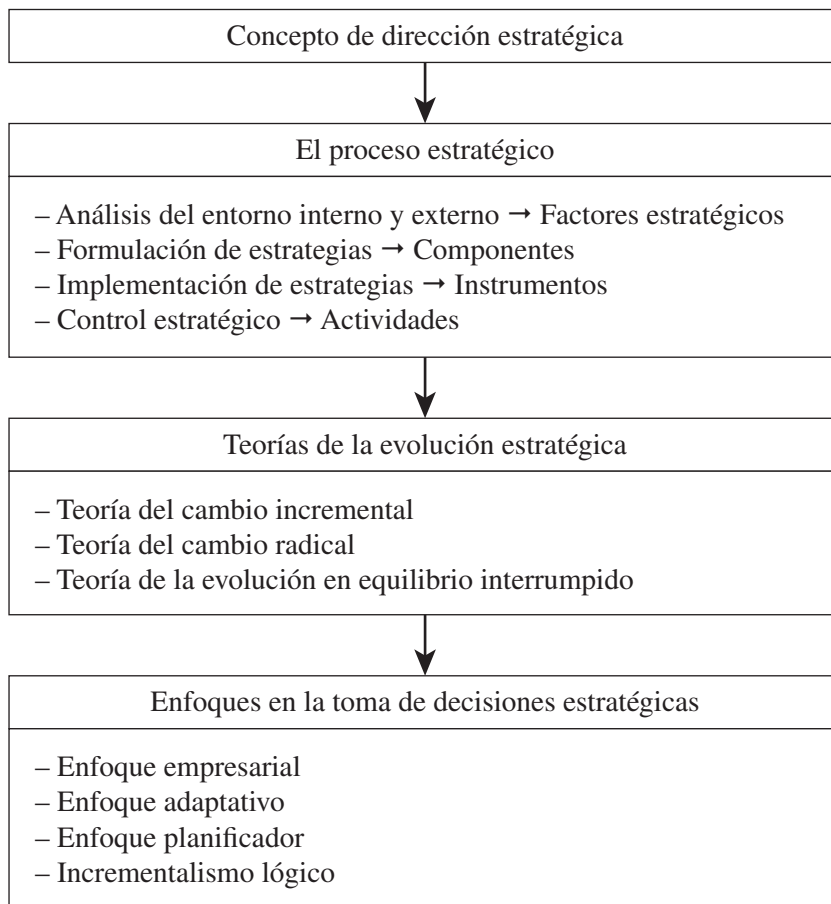 Concepto de dirección estratégica
El proceso estratégico
– Análisis del entorno interno y externo → Factores estratégicos
– Formulación de estrategias → Componentes
– Implementación de estrategias → Instrumentos
– Control estratégico → Actividades
Teorías de la evolución estratégica
– Teoría del cambio incremental
– Teoría del cambio radical
– Teoría de la evolución en equilibrio interrumpido
Enfoques en la toma de decisiones estratégicas
– Enfoque empresarial
– Enfoque adaptativo
– Enfoque planificador
– Incrementalismo lógico